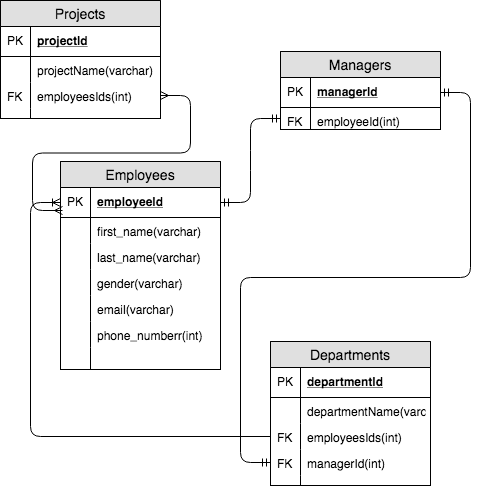 Projects
PK projectId
projectName(varchar)
FK employeesIds(int)
Managers
PK managerId
FK employeeId(int)
Employees
PK employeeId
first_name(varchar)
last_name(varchar)
gender(varchar)
email(varchar)
phone_numberr(int)
Departments
PK departmentId
departmentName(varc
FK employeesIds(int)
FK managerId(int)